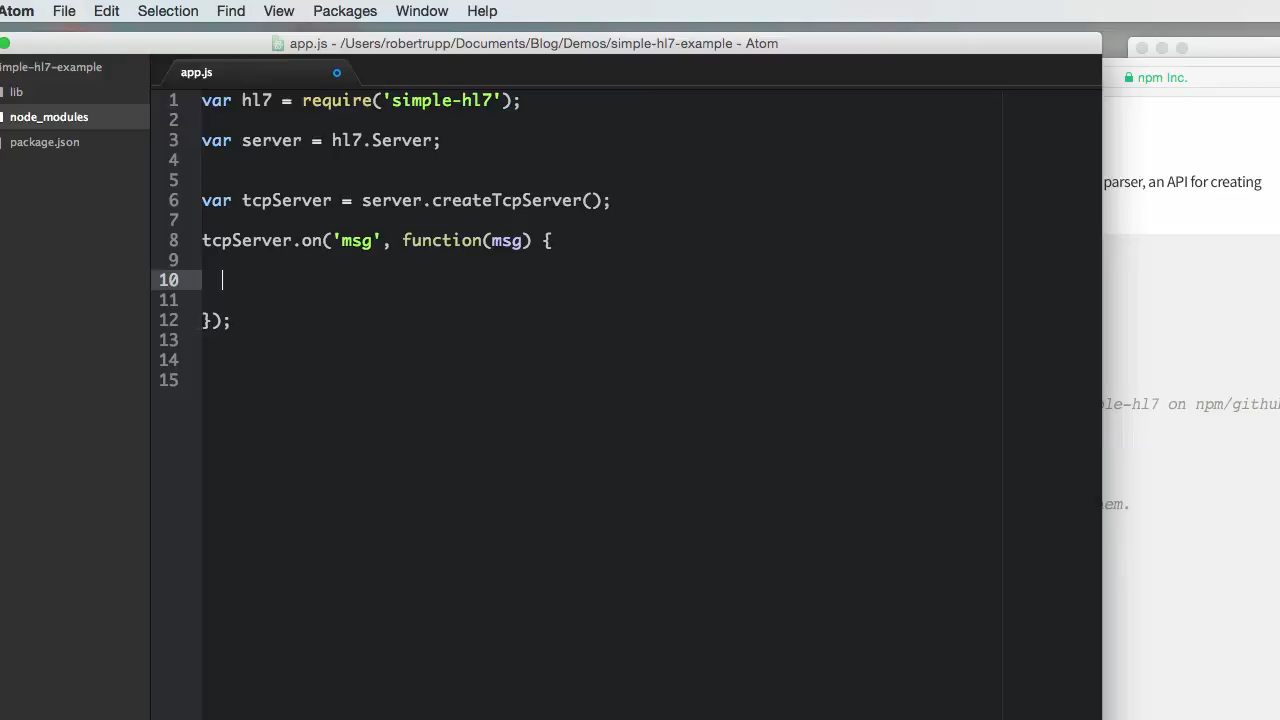 Atom File Edit Selection Find View Packages Window Help
app.js - /Users/robertrupp/Documents/Blog/Demos/simple-hl7-example - Atom
npm Inc.
imple-hl7-example
lib
node_modules
package.json
app.js
1 var hl7 = require('simple-hl7');
2
3 var server = hl7.Server;
4
5
6 var tcpServer = server.createTcpServer();
7
8 tcpServer.on('msg', function(msg) {
9
10
11
12 });
13
14
15
parser, an API for creating
ple-hl7 on npm/github
hem.